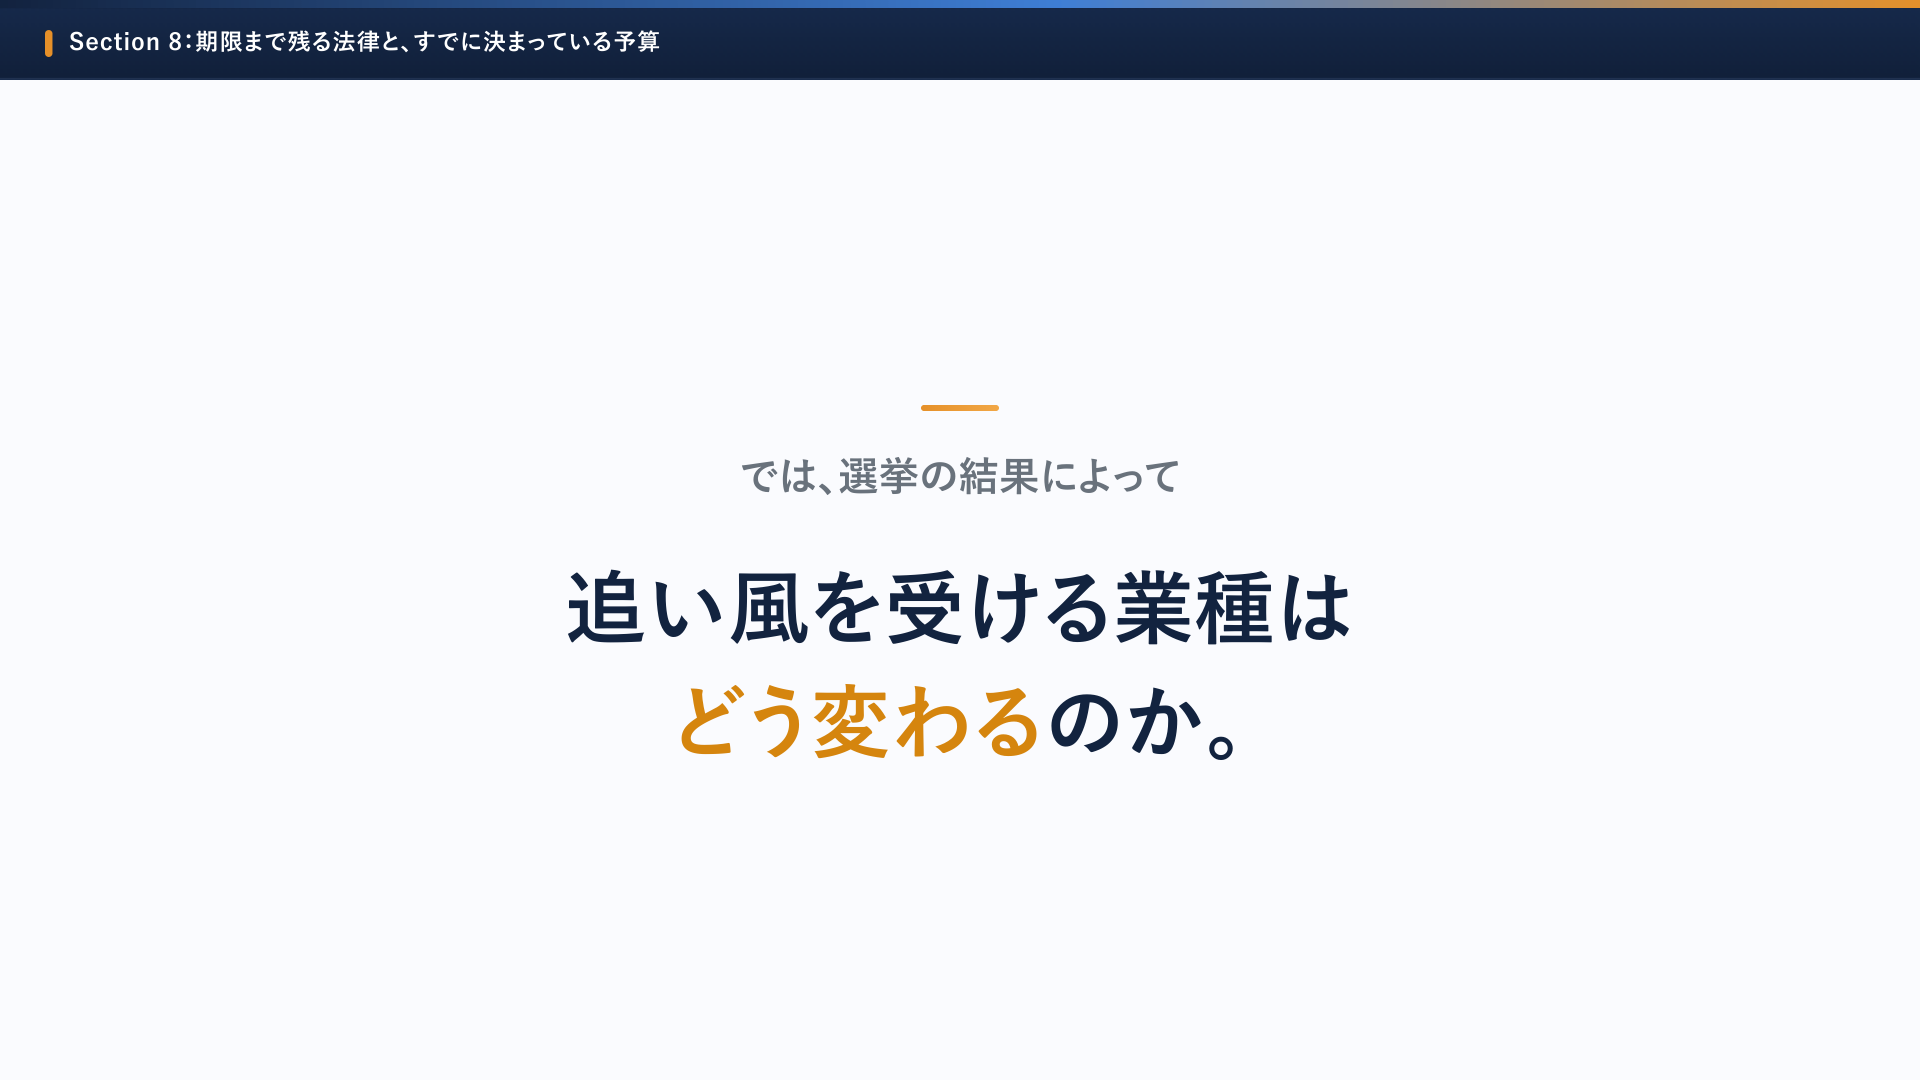 Section 8：期限まで残る法律と、すでに決まっている予算
では、選挙の結果によって
追い風を受ける業種は
どう変わるのか。